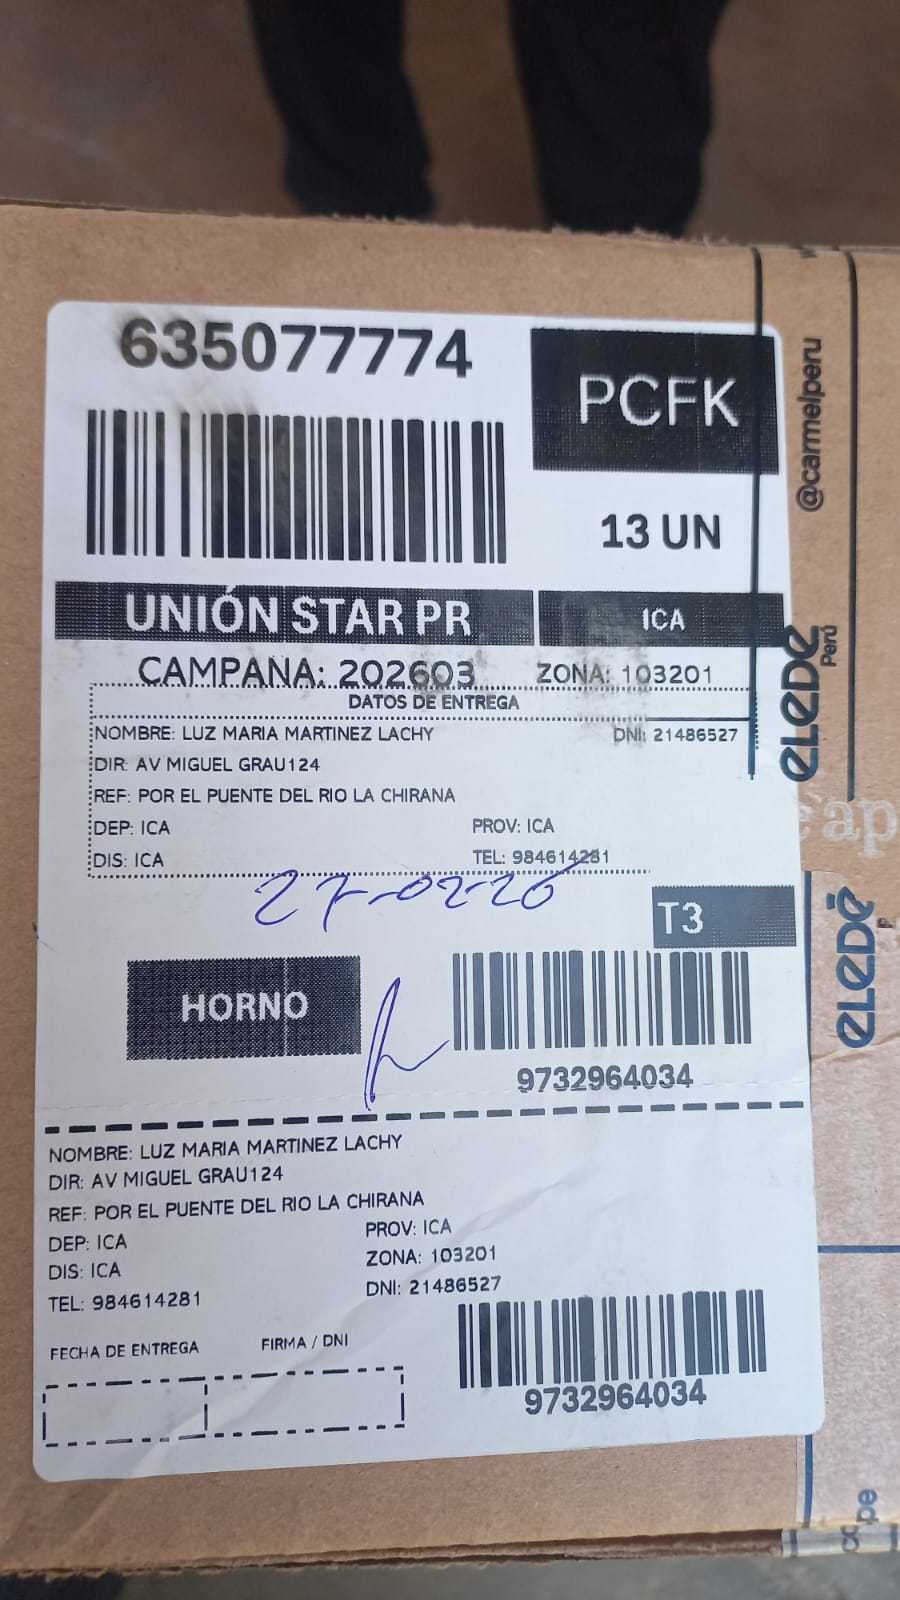 635077774
PCFK
13 UN
UNIÓN STAR PR
ICA
CAMPAÑA: 202603
ZONA: 103201
DATOS DE ENTREGA
NOMBRE: LUZ MARIA MARTINEZ LACHY
DNI: 21486527
DIR: AV MIGUEL GRAU124
REF: POR EL PUENTE DEL RIO LA CHIRANA
DEP: ICA
PROV: ICA
DIS: ICA
TEL: 984614281
27-02-26
T3
HORNO
9732964034
NOMBRE: LUZ MARIA MARTINEZ LACHY
DIR: AV MIGUEL GRAU124
REF: POR EL PUENTE DEL RIO LA CHIRANA
DEP: ICA
PROV: ICA
DIS: ICA
ZONA: 103201
TEL: 984614281
DNI: 21486527
FECHA DE ENTREGA
FIRMA / DNI
9732964034
@carmelperu
eLeDē
Perú
eLeDē